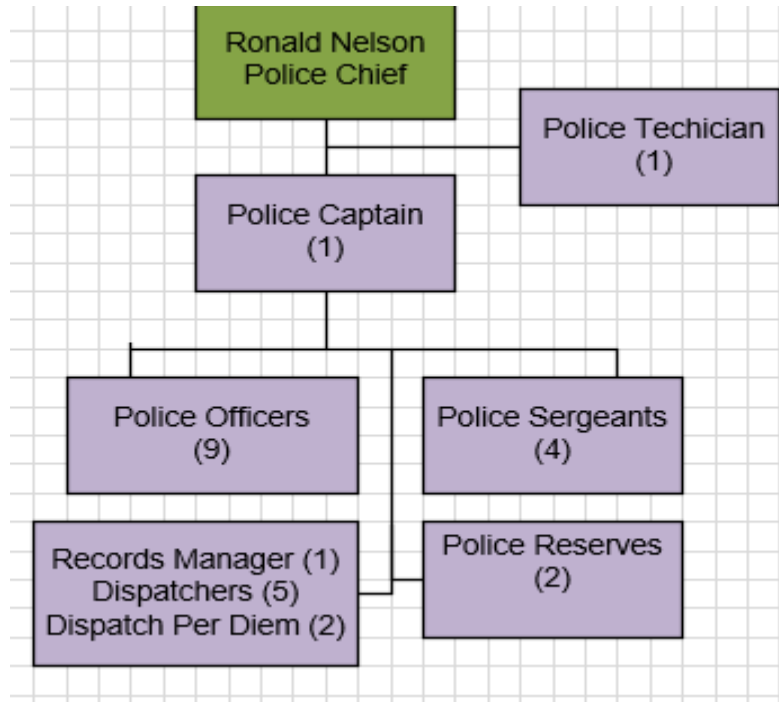 Ronald Nelson
Police Chief
Police Techician
(1)
Police Captain
(1)
Police Officers
(9)
Police Sergeants
(4)
Records Manager (1)
Dispatchers (5)
Dispatch Per Diem (2)
Police Reserves
(2)